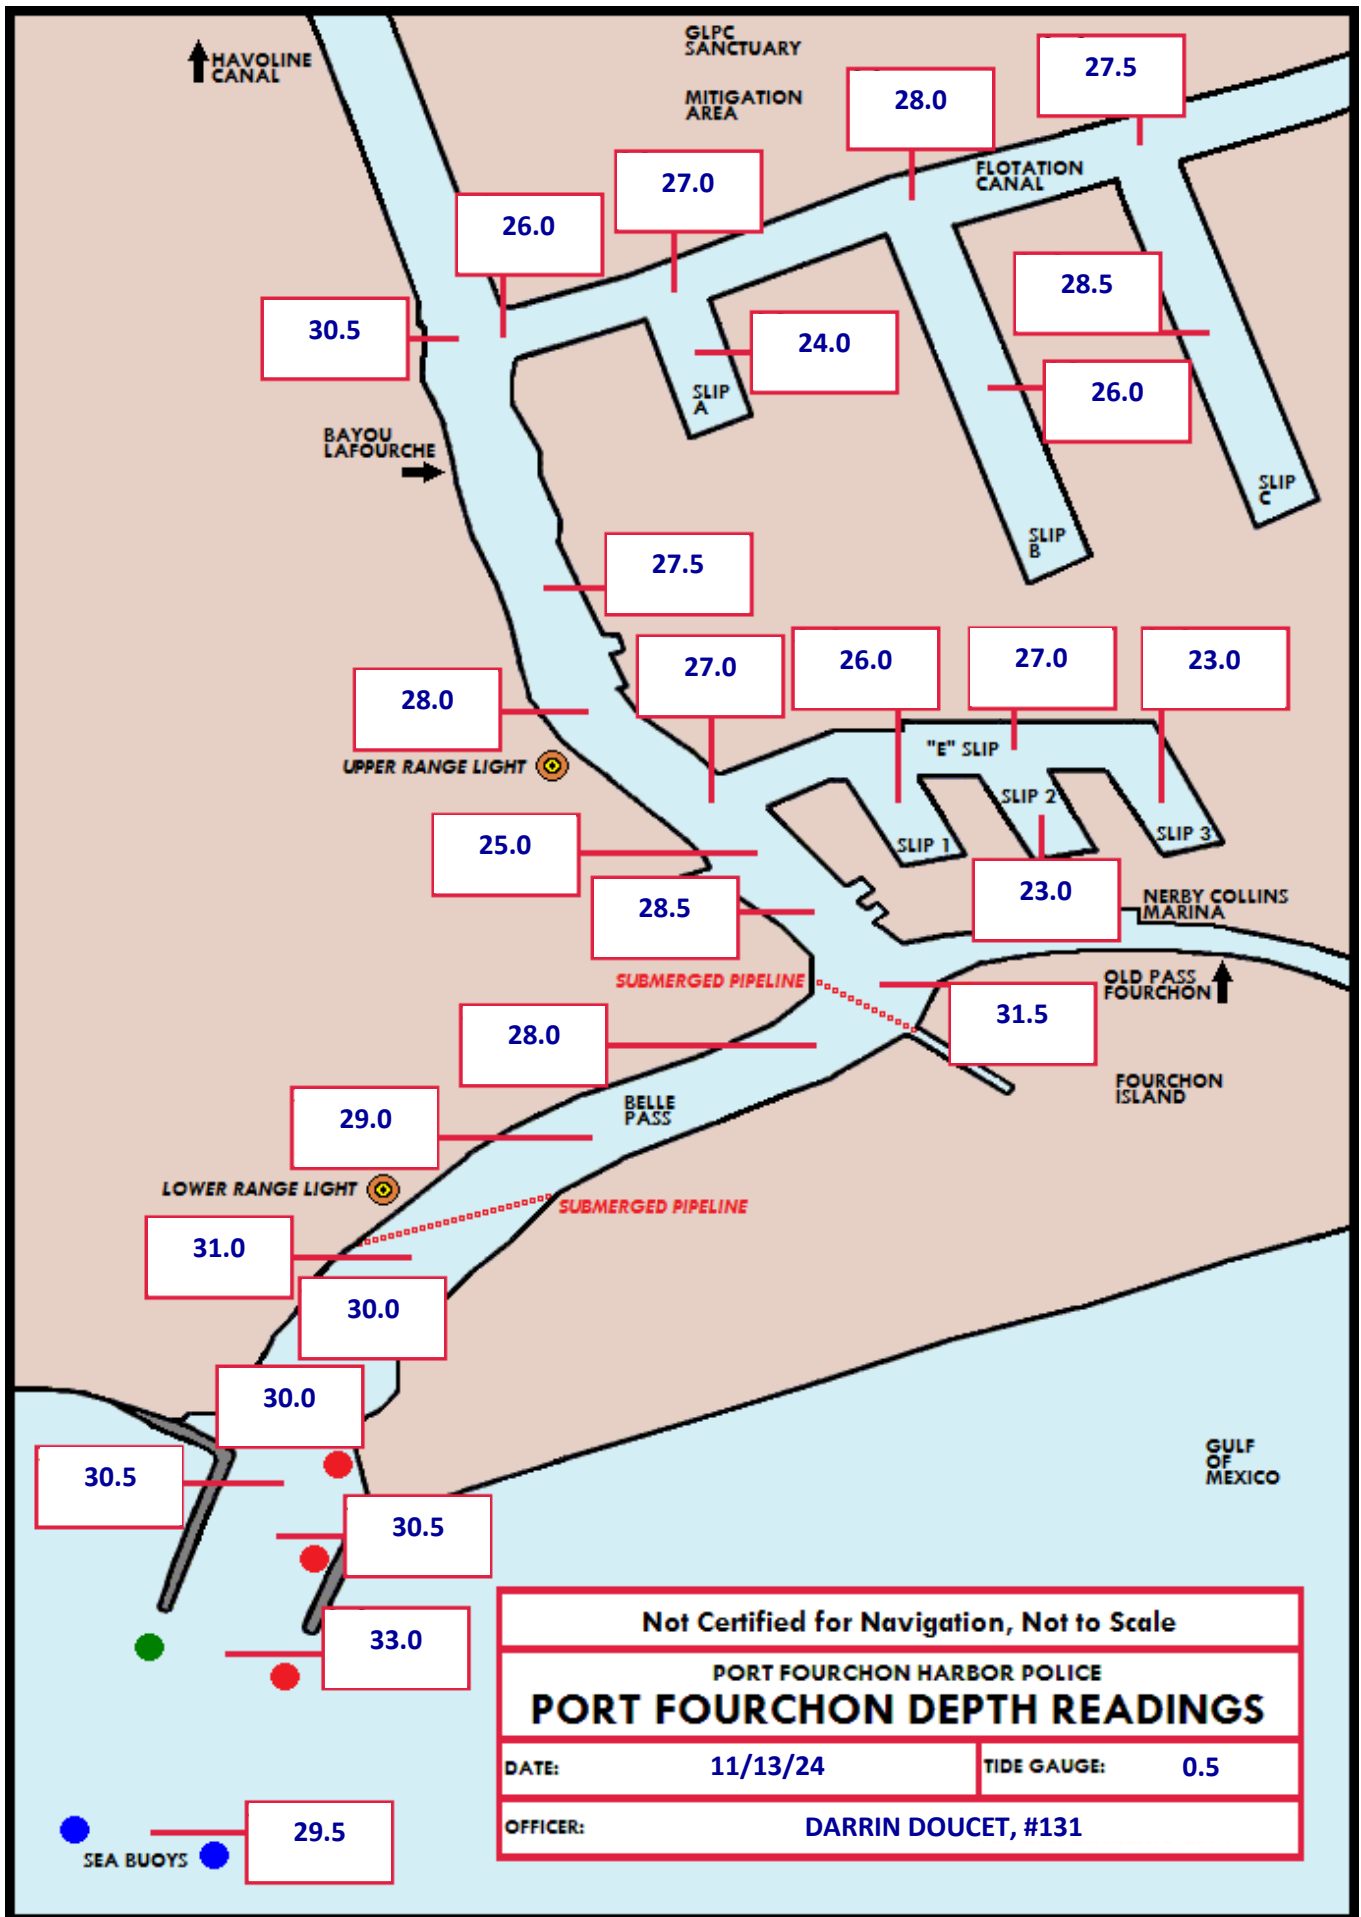 GLPC
SANCTUARY
HAVOLINE
CANAL
27.5
MITIGATION
AREA
28.0
FLOTATION
CANAL
27.0
26.0
28.5
30.5
24.0
26.0
SLIP
A
BAYOU
LAFOURCHE
SLIP
C
SLIP
B
27.5
27.0
26.0
27.0
23.0
28.0
"E" SLIP
UPPER RANGE LIGHT
SLIP 2
25.0
SLIP 1
SLIP 3
28.5
23.0
NERBY COLLINS
MARINA
SUBMERGED PIPELINE
OLD PASS
FOURCHON
31.5
28.0
FOURCHON
ISLAND
BELLE
PASS
29.0
LOWER RANGE LIGHT
SUBMERGED PIPELINE
31.0
30.0
30.0
GULF
OF
MEXICO
30.5
30.5
33.0
Not Certified for Navigation, Not to Scale
PORT FOURCHON HARBOR POLICE
PORT FOURCHON DEPTH READINGS
DATE: 11/13/24 TIDE GAUGE: 0.5
OFFICER: DARRIN DOUCET, #131
29.5
SEA BUOYS